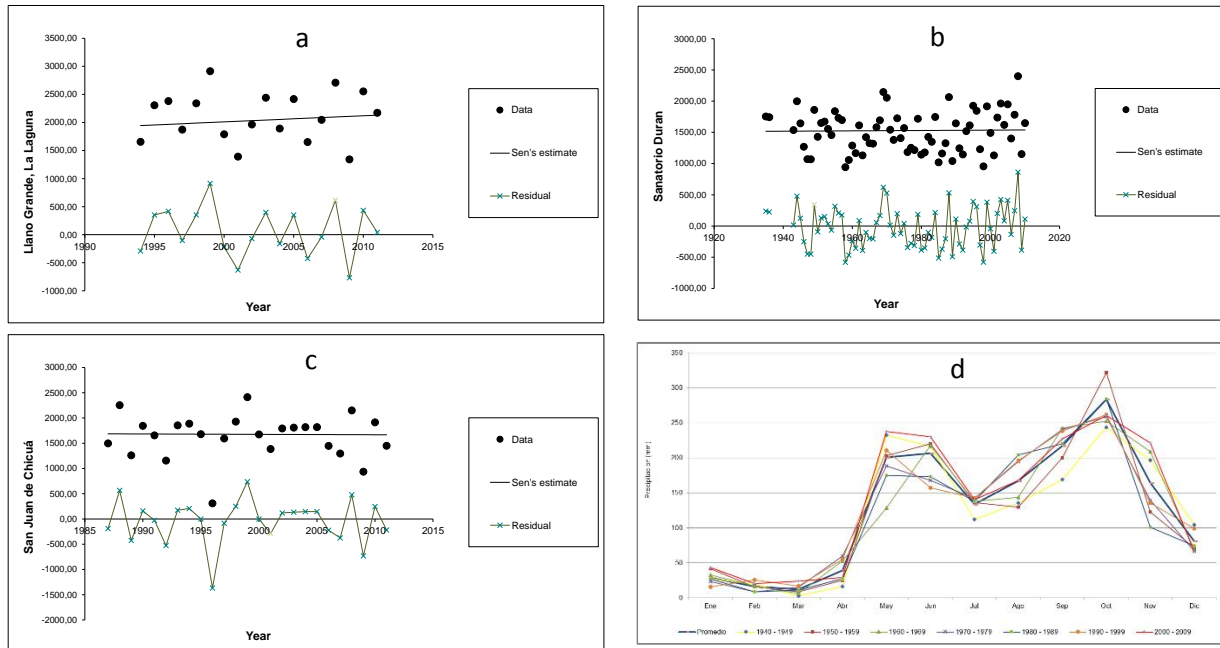 a
3500,00
3000,00
2500,00
2000,00
1500,00
1000,00
500,00
0,00
-500,00
-1000,00
1990
1995
2000
2005
2010
2015
Llano Grande, La Laguna
Year
Data
Sen's estimate
Residual
b
3000,00
2500,00
2000,00
1500,00
1000,00
500,00
0,00
-500,00
-1000,00
1920
1940
1960
1980
2000
2020
Sanatorio Duran
Year
Data
Sen's estimate
Residual
c
3000,00
2500,00
2000,00
1500,00
1000,00
500,00
0,00
-500,00
-1000,00
-1500,00
-2000,00
1985
1990
1995
2000
2005
2010
2015
San Juan de Chicuá
Year
Data
Sen's estimate
Residual
d
350
300
250
200
150
100
50
0
Ene Feb Mar Abr May Jun Jul Ago Sep Oct Nov Dic
Promedio 1940 - 1949 1950 - 1959 1960 - 1969 1970 - 1979 1980 - 1989 1990 - 1999 2000 - 2009